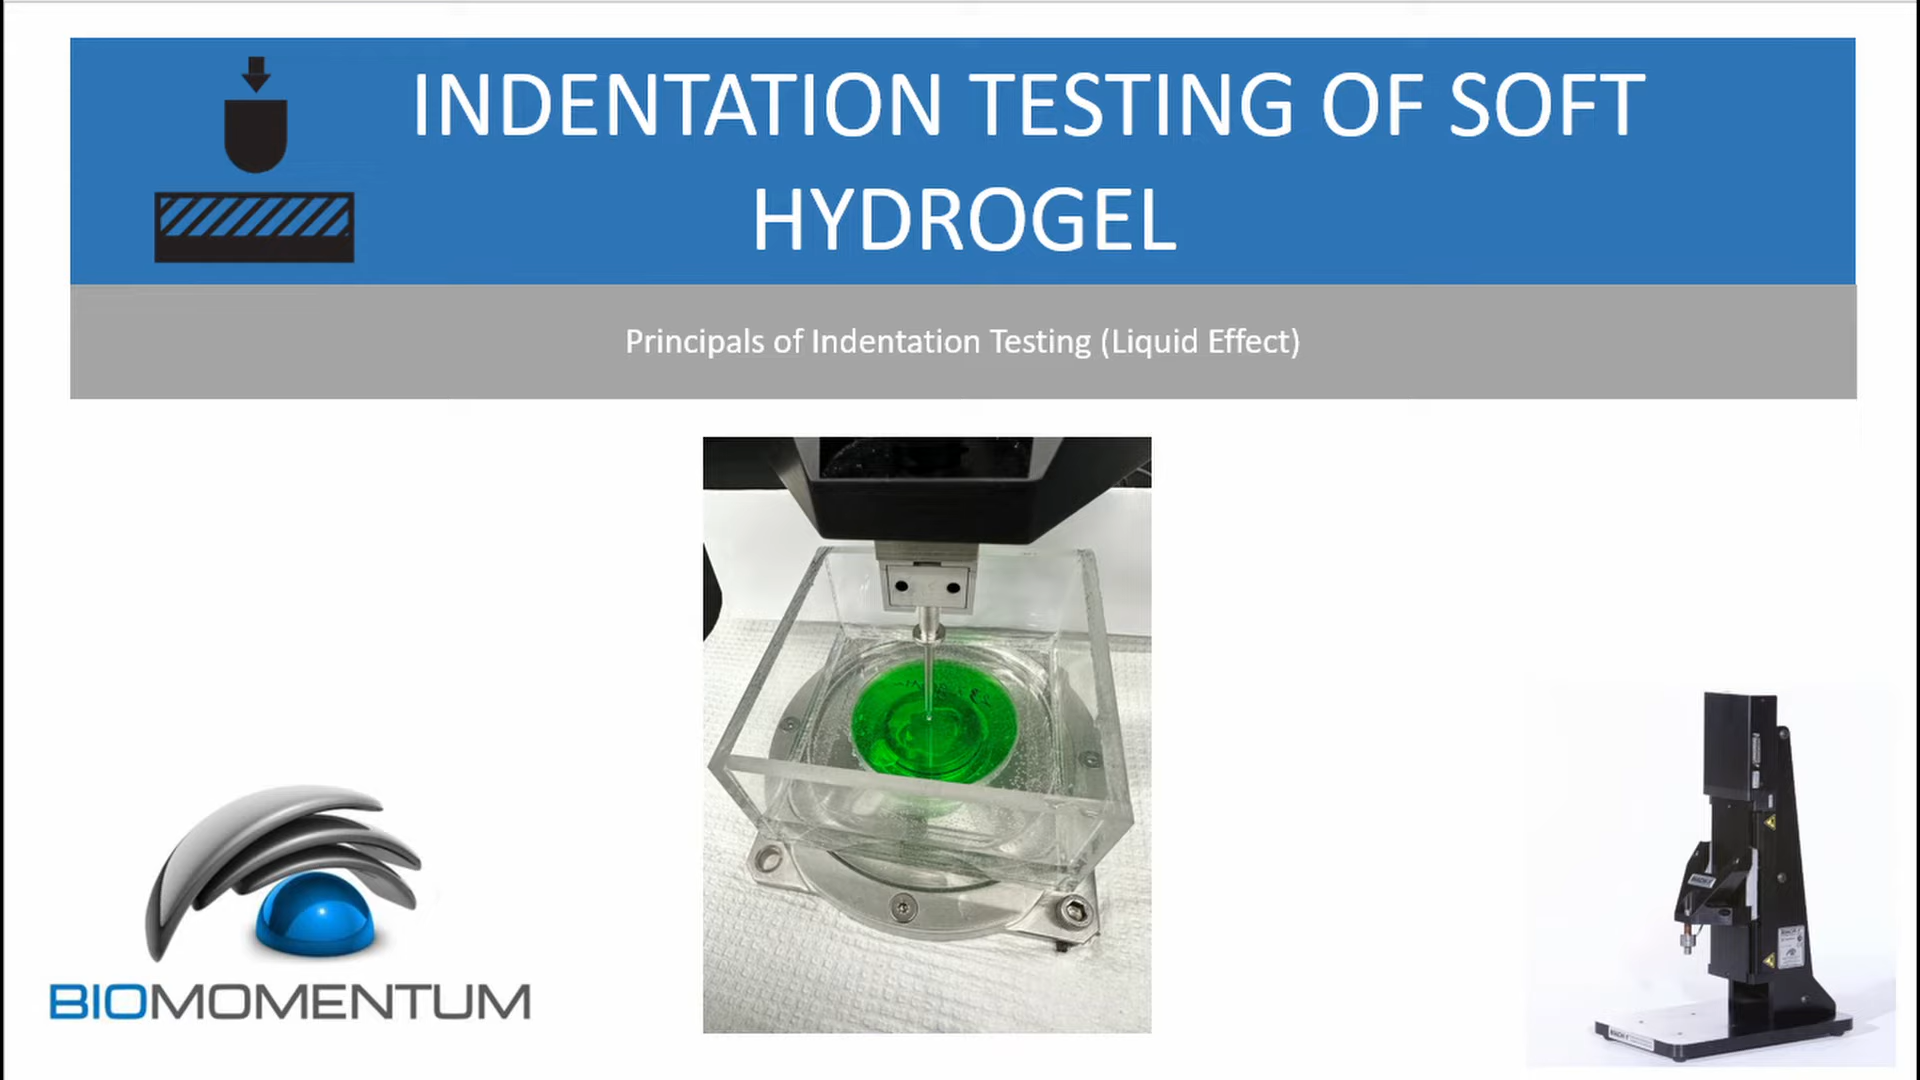 INDENTATION TESTING OF SOFT
HYDROGEL
Principals of Indentation Testing (Liquid Effect)
BIOMOMENTUM